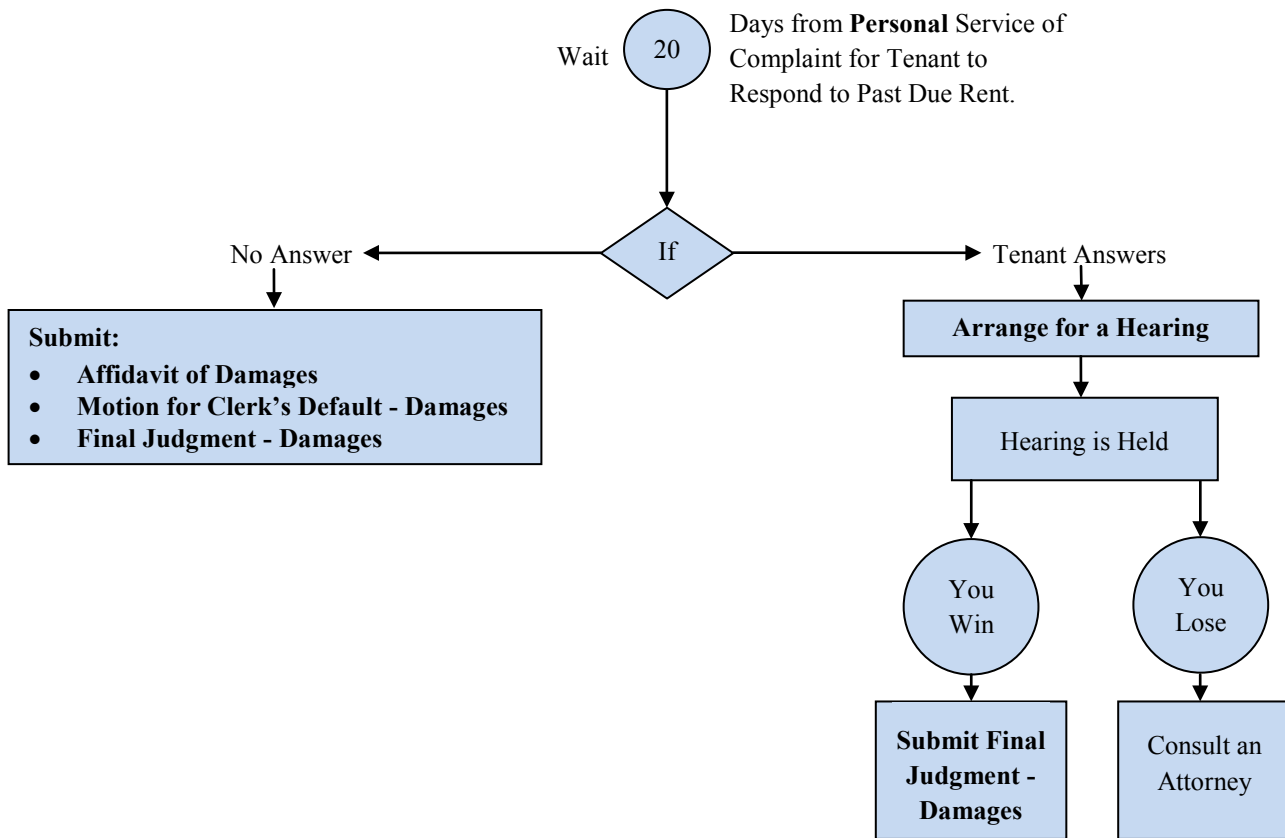 Wait
20
Days from Personal Service of
Complaint for Tenant to
Respond to Past Due Rent.
If
No Answer
Tenant Answers
Submit:
• Affidavit of Damages
• Motion for Clerk’s Default - Damages
• Final Judgment - Damages
Arrange for a Hearing
Hearing is Held
You
Win
You
Lose
Submit Final
Judgment -
Damages
Consult an
Attorney